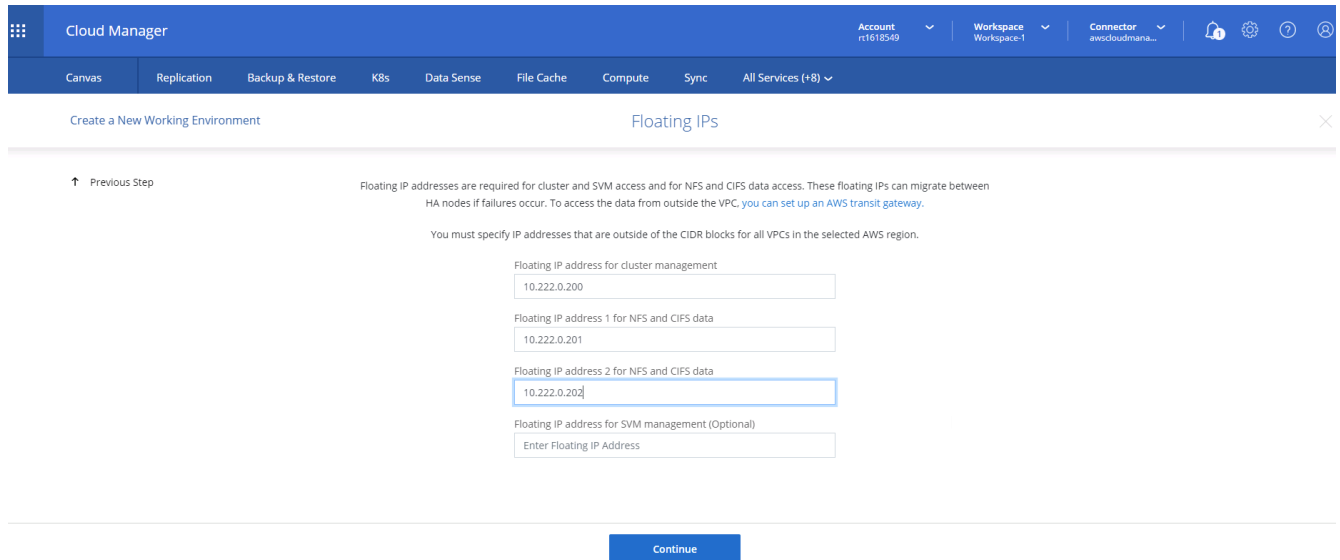 Cloud Manager
Account
rt1618549
Workspace
Workspace-1
Connector
awscloudmana...
1
Canvas
Replication
Backup & Restore
K8s
Data Sense
File Cache
Compute
Sync
All Services (+8)
Create a New Working Environment
Floating IPs
↑ Previous Step
Floating IP addresses are required for cluster and SVM access and for NFS and CIFS data access. These floating IPs can migrate between
HA nodes if failures occur. To access the data from outside the VPC, you can set up an AWS transit gateway.
You must specify IP addresses that are outside of the CIDR blocks for all VPCs in the selected AWS region.
Floating IP address for cluster management
10.222.0.200
Floating IP address 1 for NFS and CIFS data
10.222.0.201
Floating IP address 2 for NFS and CIFS data
10.222.0.202
Floating IP address for SVM management (Optional)
Enter Floating IP Address
Continue